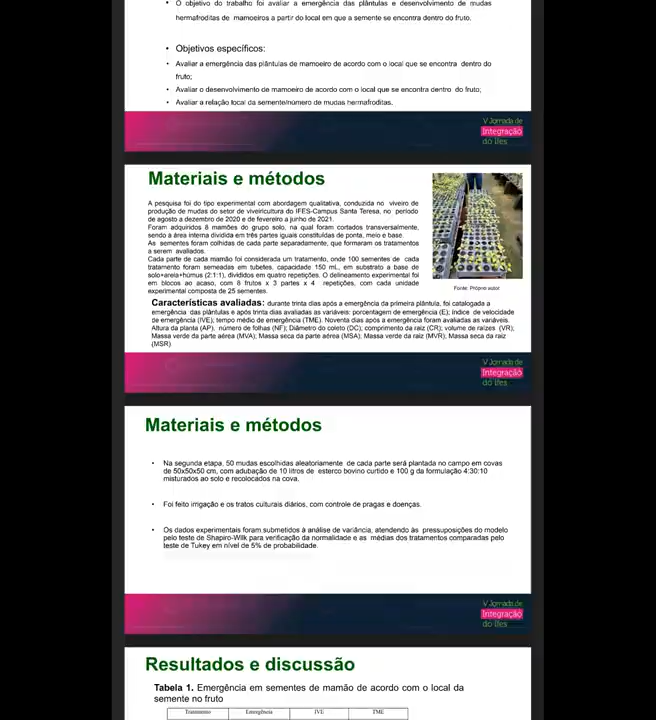 • O objetivo do trabalho foi avaliar a emergência das plântulas e desenvolvimento de mudas
hermafroditas de mamoeiros a partir do local em que a semente se encontra dentro do fruto.
• Objetivos específicos:
• Avaliar a emergência das plântulas de mamoeiro de acordo com o local que se encontra dentro do
fruto;
• Avaliar o desenvolvimento de mamoeiro de acordo com o local que se encontra dentro do fruto;
• Avaliar a relação local da semente/número de mudas hermafroditas.
V Jornada de
Integração
do Ifes
Materiais e métodos
A pesquisa foi do tipo experimental com abordagem qualitativa, conduzida no viveiro de
produção de mudas do setor de viveiricultura do IFES-Campus Santa Teresa, no período
de agosto a dezembro de 2020 e de fevereiro a junho de 2021.
Foram adquiridos 8 mamões do grupo solo, na qual foram cortados transversalmente,
sendo a área interna dividida em três partes iguais constituídas de ponta, meio e base.
As sementes foram colhidas de cada parte separadamente, que formaram os tratamentos
a serem avaliados.
Cada parte de cada mamão foi considerada um tratamento, onde 100 sementes de cada
tratamento foram semeadas em tubetes, capacidade 150 mL, em substrato a base de
solo+areia+húmus (2:1:1), divididos em quatro repetições. O delineamento experimental foi
em blocos ao acaso, com 8 frutos x 3 partes x 4 repetições, com cada unidade
experimental composta de 25 sementes.
Fonte: Próprio autor
Características avaliadas: durante trinta dias após a emergência da primeira plântula, foi catalogada a
emergência das plântulas e após trinta dias avaliadas as variáveis: porcentagem de emergência (E); índice de velocidade
de emergência (IVE); tempo médio de emergência (TME). Noventa dias após a emergência foram avaliadas as variáveis.
Altura da planta (AP), número de folhas (NF); Diâmetro do coleto (DC); comprimento da raiz (CR); volume de raízes (VR);
Massa verde da parte aérea (MVA); Massa seca da parte aérea (MSA); Massa verde da raiz (MVR), Massa seca da raiz
(MSR)
V Jornada de
Integração
do Ifes
Materiais e métodos
• Na segunda etapa, 50 mudas escolhidas aleatoriamente de cada parte será plantada no campo em covas
de 50x50x50 cm, com adubação de 10 litros de esterco bovino curtido e 100 g da formulação 4:30:10
misturados ao solo e recolocados na cova.
• Foi feito irrigação e os tratos culturais diários, com controle de pragas e doenças.
• Os dados experimentais foram submetidos à análise de variância, atendendo às pressuposições do modelo
pelo teste de Shapiro-Wilk para verificação da normalidade e as médias dos tratamentos comparadas pelo
teste de Tukey em nível de 5% de probabilidade.
V Jornada de
Integração
do Ifes
Resultados e discussão
Tabela 1. Emergência em sementes de mamão de acordo com o local da
semente no fruto
Tratamento Emergência IVE TME